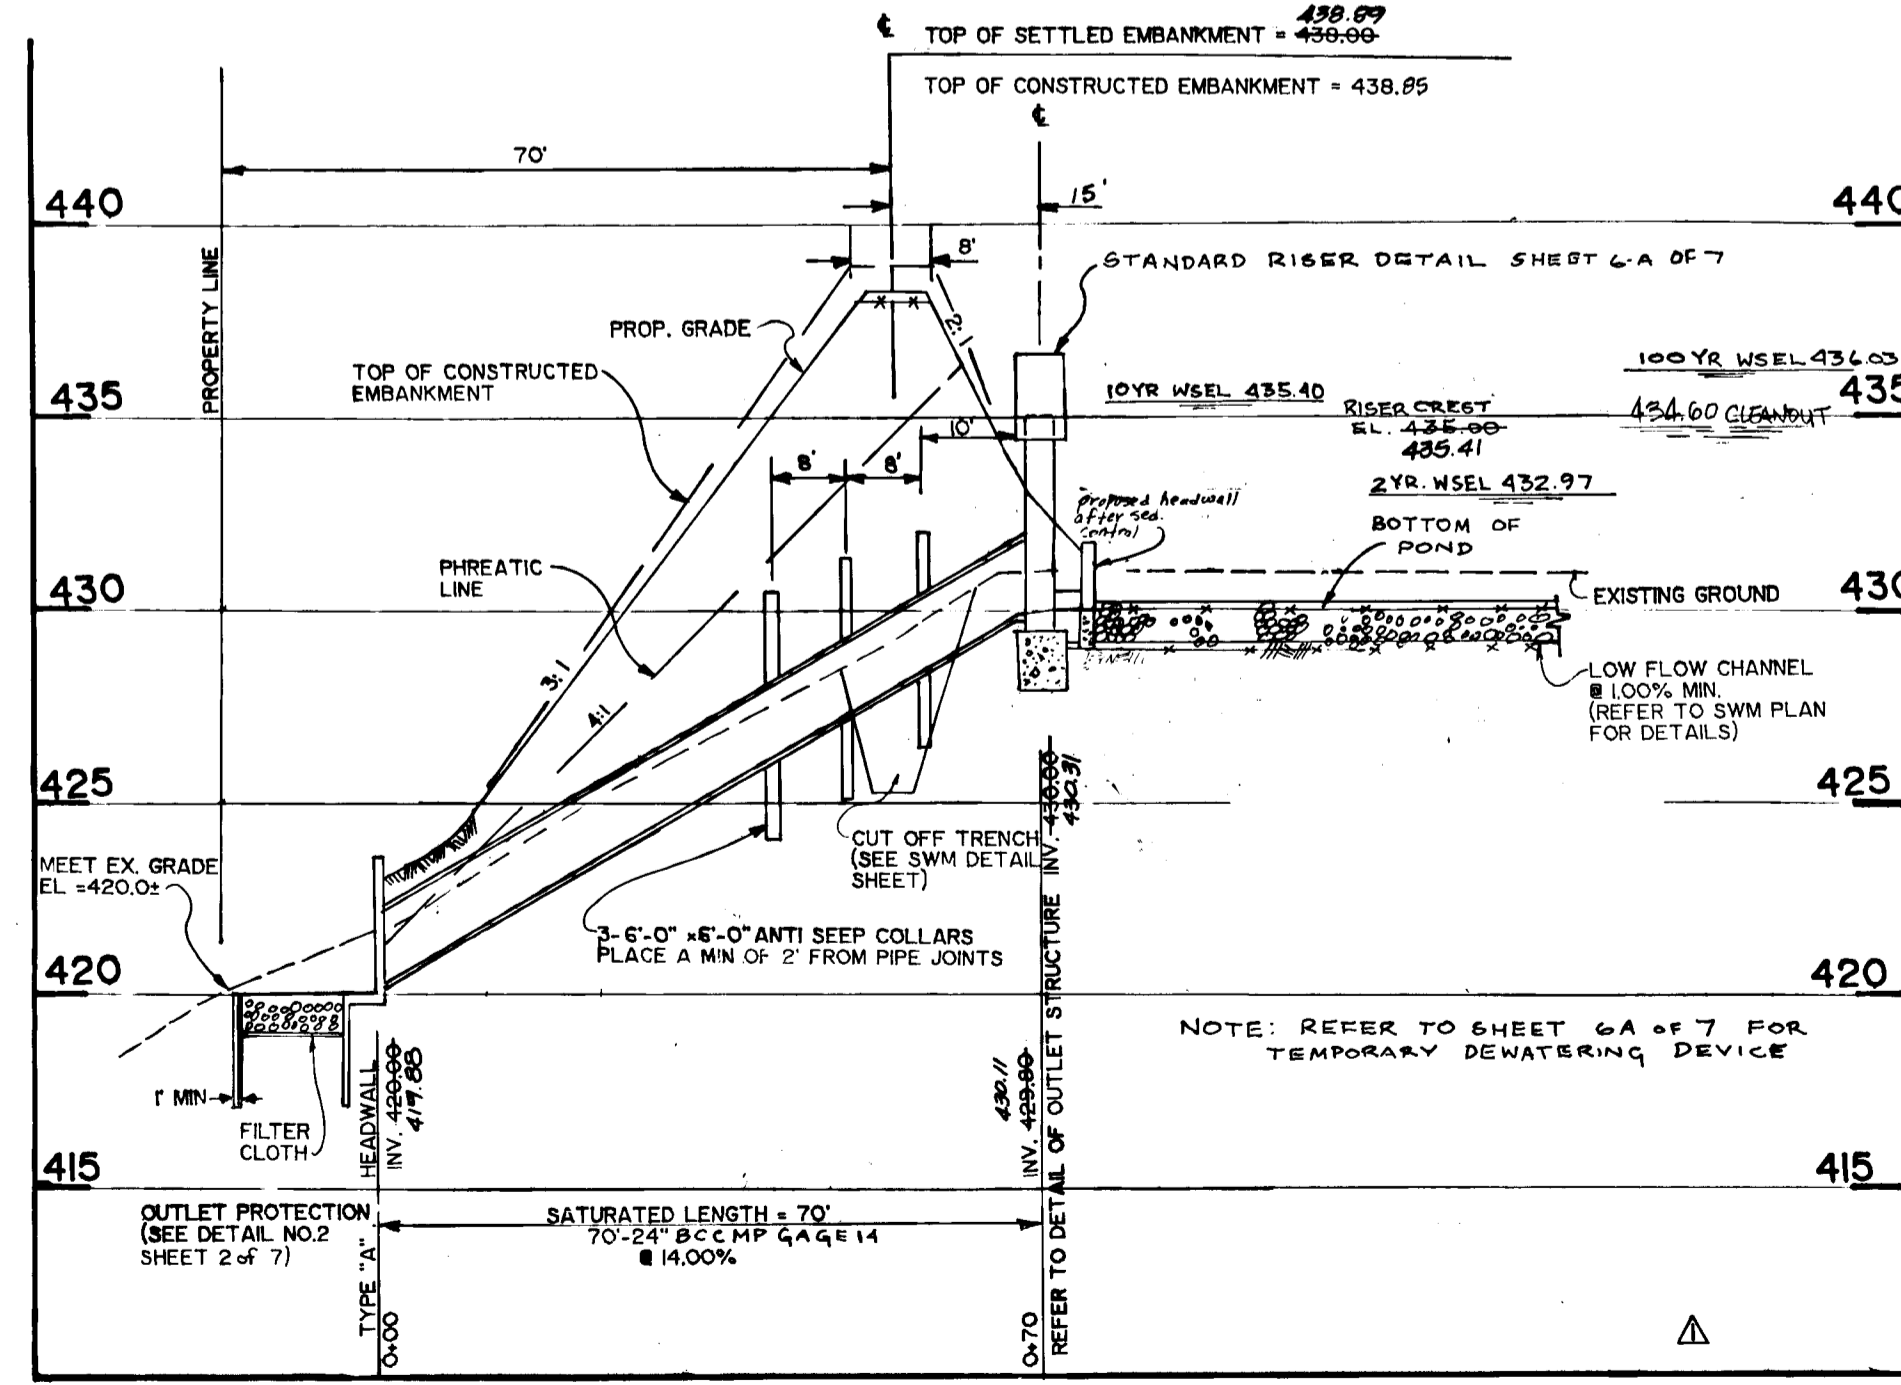 ℄ TOP OF SETTLED EMBANKMENT = 438.89
438.00
TOP OF CONSTRUCTED EMBANKMENT = 438.85
℄
70'
15'
440
440
8'
STANDARD RISER DETAIL SHEET 6-A OF 7
PROPERTY LINE
PROP. GRADE
2:1
TOP OF CONSTRUCTED
EMBANKMENT
100 YR WSEL 436.03
10YR WSEL 435.40
435
435
RISER CREST
EL. 435.00
435.41
434.60 CLEANOUT
10'
8'
8'
2YR. WSEL 432.97
proposed headwall
after sed.
control
BOTTOM OF
POND
PHREATIC
LINE
430
430
EXISTING GROUND
3:1
4:1
LOW FLOW CHANNEL
@ 1.00% MIN.
(REFER TO SWM PLAN
FOR DETAILS)
425
425
CUT OFF TRENCH
(SEE SWM DETAIL
SHEET)
MEET EX. GRADE
EL =420.0±
3-6'-0" x6'-0" ANTI SEEP COLLARS
PLACE A MIN OF 2' FROM PIPE JOINTS
420
420
NOTE: REFER TO SHEET 6A OF 7 FOR
TEMPORARY DEWATERING DEVICE
1' MIN
FILTER
CLOTH
TYPE "A" HEADWALL
INV. 420.00
419.88
430.11
INV. 429.80
REFER TO DETAIL OF OUTLET STRUCTURE INV. 430.00
430.31
415
415
OUTLET PROTECTION
(SEE DETAIL NO.2
SHEET 2 of 7)
SATURATED LENGTH = 70'
70'-24" BCCMP GAGE 14
@ 14.00%
0+00
0+70
1